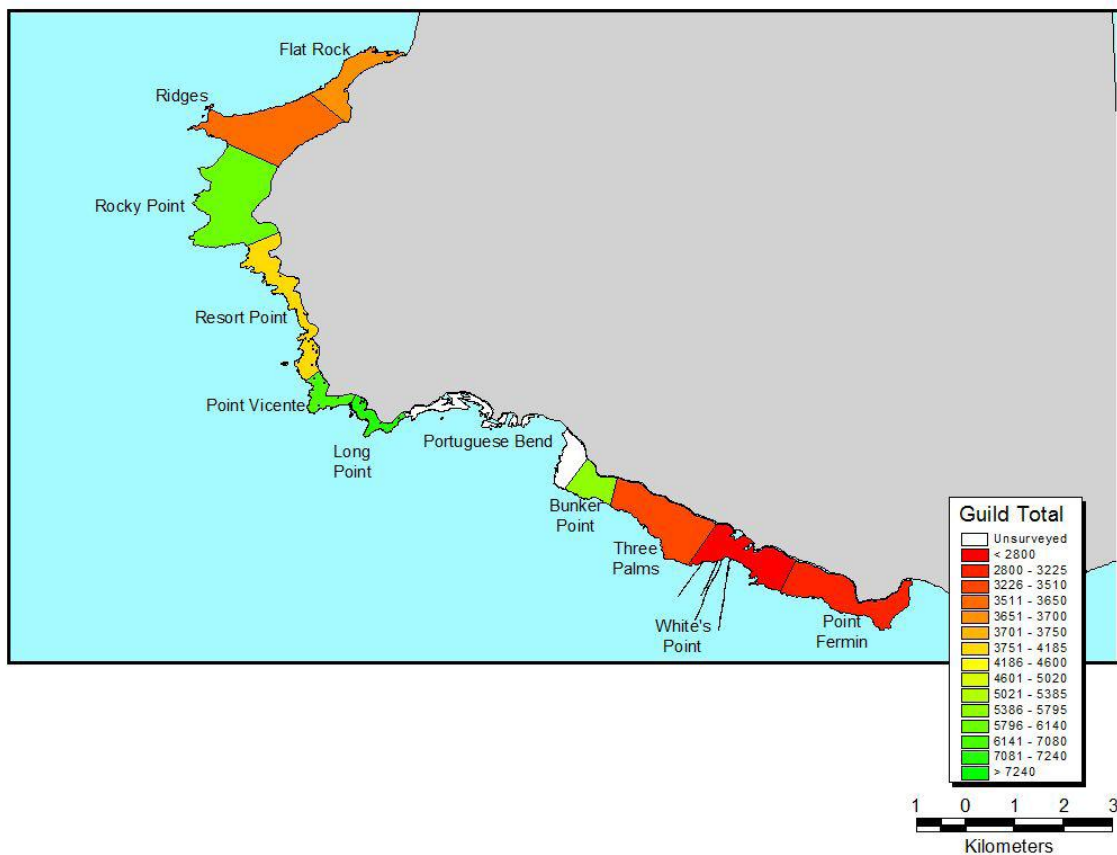 Flat Rock
Ridges
Rocky Point
Resort Point
Point Vicente
Long
Point
Portuguese Bend
Bunker
Point
Three
Palms
White's
Point
Point
Fermin
Guild Total
Unsurveyed
< 2800
2800 - 3225
3226 - 3510
3511 - 3650
3651 - 3700
3701 - 3750
3751 - 4185
4186 - 4600
4601 - 5020
5021 - 5385
5386 - 5795
5796 - 6140
6141 - 7080
7081 - 7240
> 7240
1 0 1 2 3
Kilometers